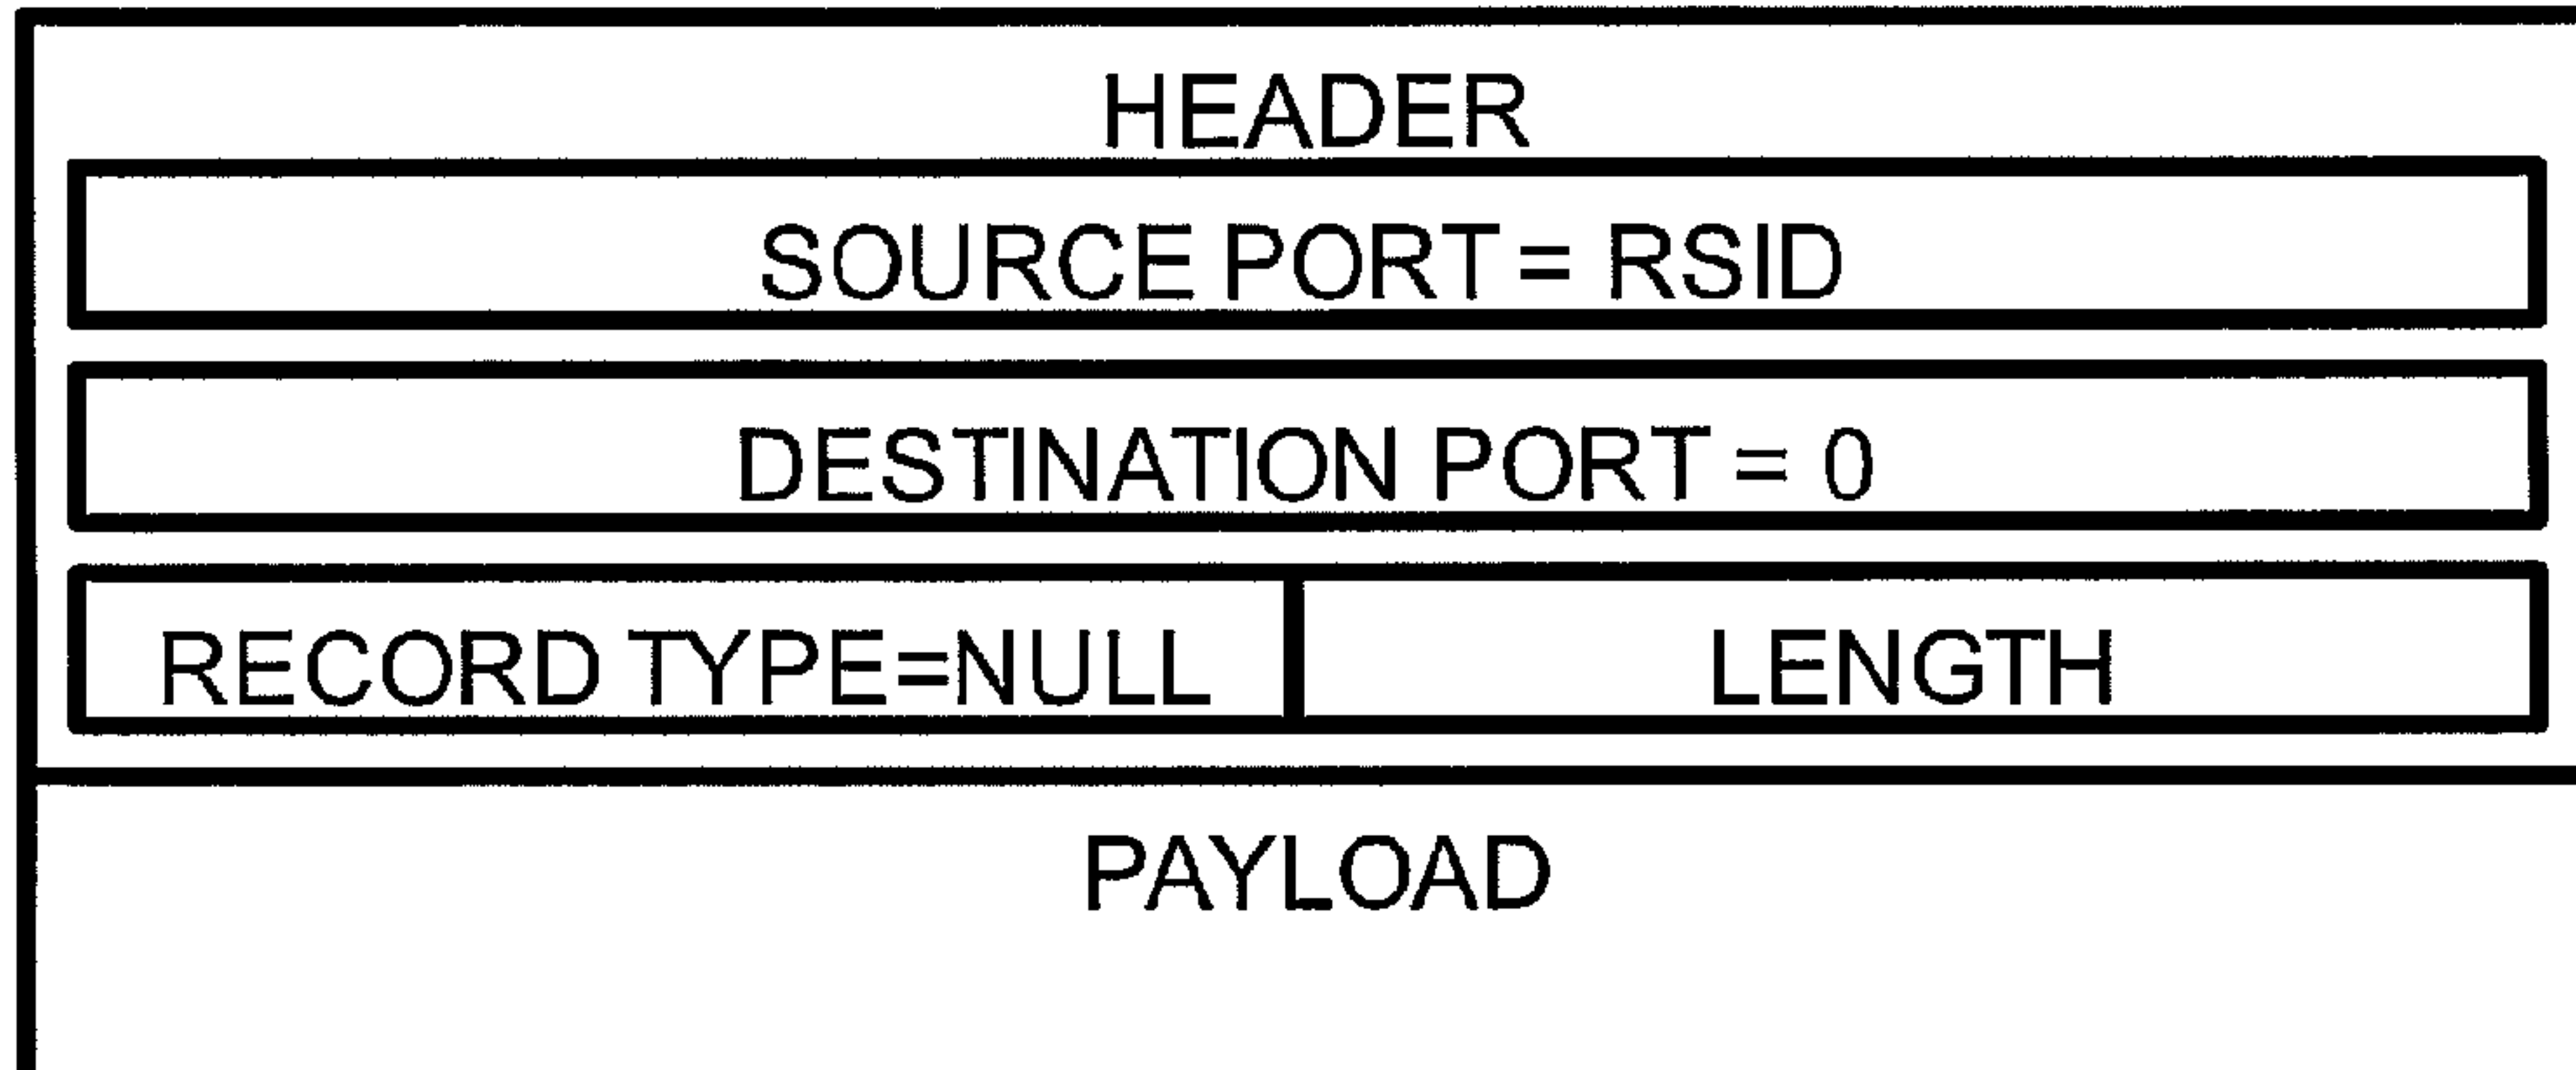 HEADER
SOURCE PORT = RSID
DESTINATION PORT = 0
RECORD TYPE=NULL LENGTH
PAYLOAD